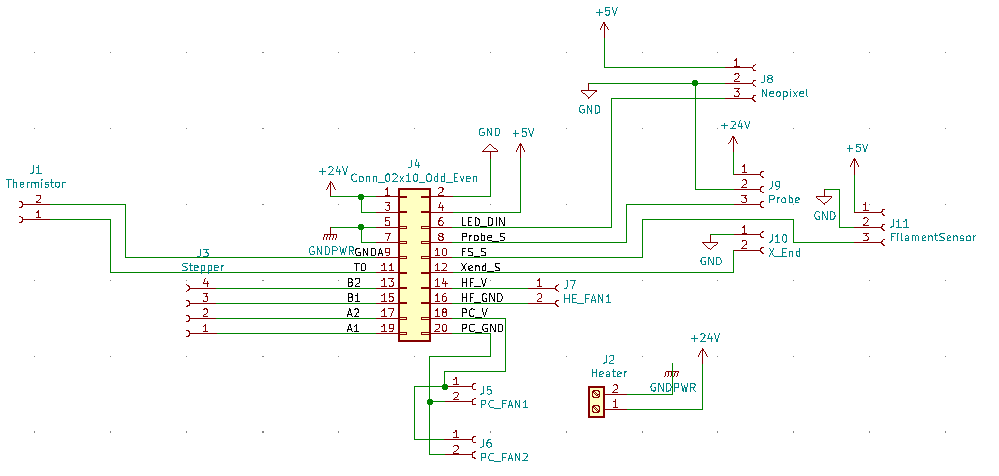 +5V
1
2
3
J8
Neopixel
GND
+24V
1
2
3
J9
Probe
+5V
GND
1
2
3
J11
FilamentSensor
GND
1
2
J10
X_End
J1
Thermistor
2
1
GND
+5V
J4
Conn_02x10_Odd_Even
+24V
1
2
3
4
5
6
LED_DIN
7
8
Probe_S
GNDPWR
GNDA
9
10
FS_S
T0
11
12
Xend_S
B2
13
14
HF_V
B1
15
16
HF_GND
A2
17
18
PC_V
A1
19
20
PC_GND
J3
Stepper
4
3
2
1
1
2
J7
HE_FAN1
1
2
J5
PC_FAN1
1
2
J6
PC_FAN2
+24V
J2
Heater
GNDPWR
2
1